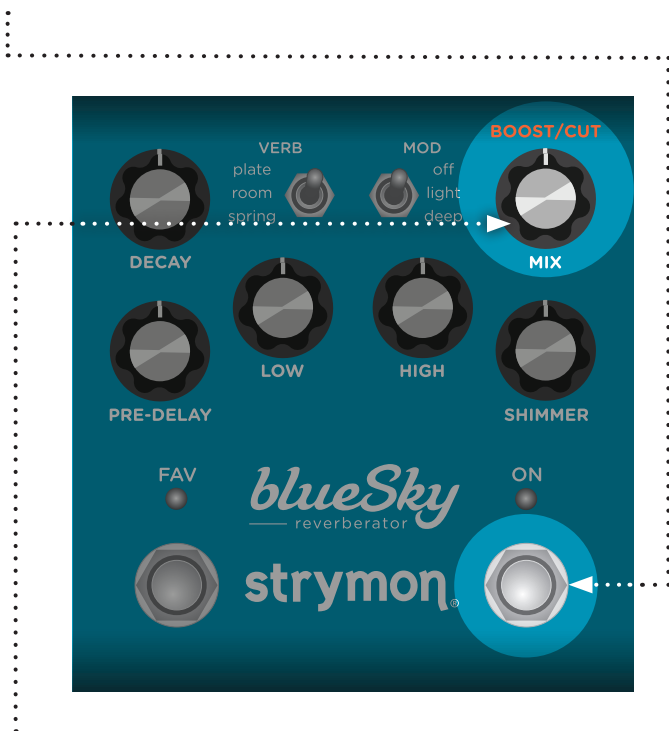 BOOST/CUT
VERB
plate
room
spring
MOD
off
light
deep
DECAY
MIX
LOW
HIGH
PRE-DELAY
SHIMMER
FAV
ON
blueSky
reverberator
strymon®